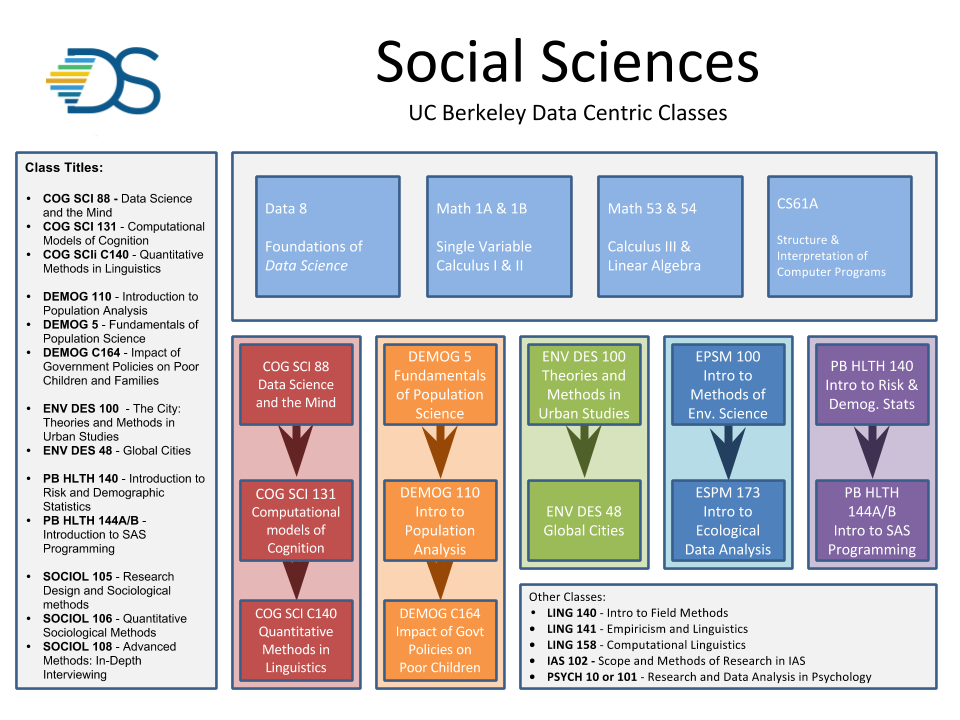 DS
Social Sciences
UC Berkeley Data Centric Classes
Class Titles:
• COG SCI 88 - Data Science
and the Mind
• COG SCI 131 - Computational
Models of Cognition
• COG SCIi C140 - Quantitative
Methods in Linguistics
• DEMOG 110 - Introduction to
Population Analysis
• DEMOG 5 - Fundamentals of
Population Science
• DEMOG C164 - Impact of
Government Policies on Poor
Children and Families
• ENV DES 100 - The City:
Theories and Methods in
Urban Studies
• ENV DES 48 - Global Cities
• PB HLTH 140 - Introduction to
Risk and Demographic
Statistics
• PB HLTH 144A/B -
Introduction to SAS
Programming
• SOCIOL 105 - Research
Design and Sociological
methods
• SOCIOL 106 - Quantitative
Sociological Methods
• SOCIOL 108 - Advanced
Methods: In-Depth
Interviewing
Data 8
Foundations of
Data Science
Math 1A & 1B
Single Variable
Calculus I & II
Math 53 & 54
Calculus III &
Linear Algebra
CS61A
Structure &
Interpretation of
Computer Programs
COG SCI 88
Data Science
and the Mind
COG SCI 131
Computational
models of
Cognition
COG SCI C140
Quantitative
Methods in
Linguistics
DEMOG 5
Fundamentals
of Population
Science
DEMOG 110
Intro to
Population
Analysis
DEMOG C164
Impact of Govt
Policies on
Poor Children
ENV DES 100
Theories and
Methods in
Urban Studies
ENV DES 48
Global Cities
EPSM 100
Intro to
Methods of
Env. Science
ESPM 173
Intro to
Ecological
Data Analysis
PB HLTH 140
Intro to Risk &
Demog. Stats
PB HLTH
144A/B
Intro to SAS
Programming
Other Classes:
• LING 140 - Intro to Field Methods
• LING 141 - Empiricism and Linguistics
• LING 158 - Computational Linguistics
• IAS 102 - Scope and Methods of Research in IAS
• PSYCH 10 or 101 - Research and Data Analysis in Psychology